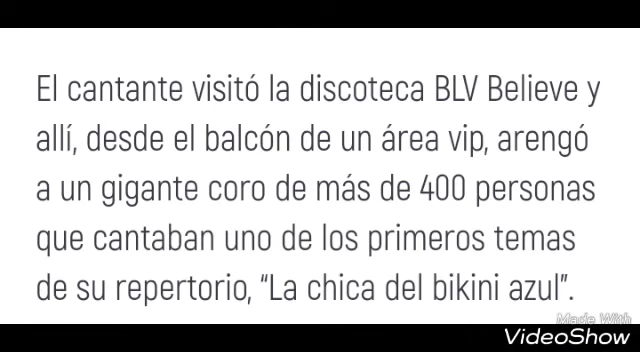 El cantante visitó la discoteca BLV Believe y
allí, desde el balcón de un área vip, arengó
a un gigante coro de más de 400 personas
que cantaban uno de los primeros temas
de su repertorio, “La chica del bikini azul”.
Made With
VideoShow